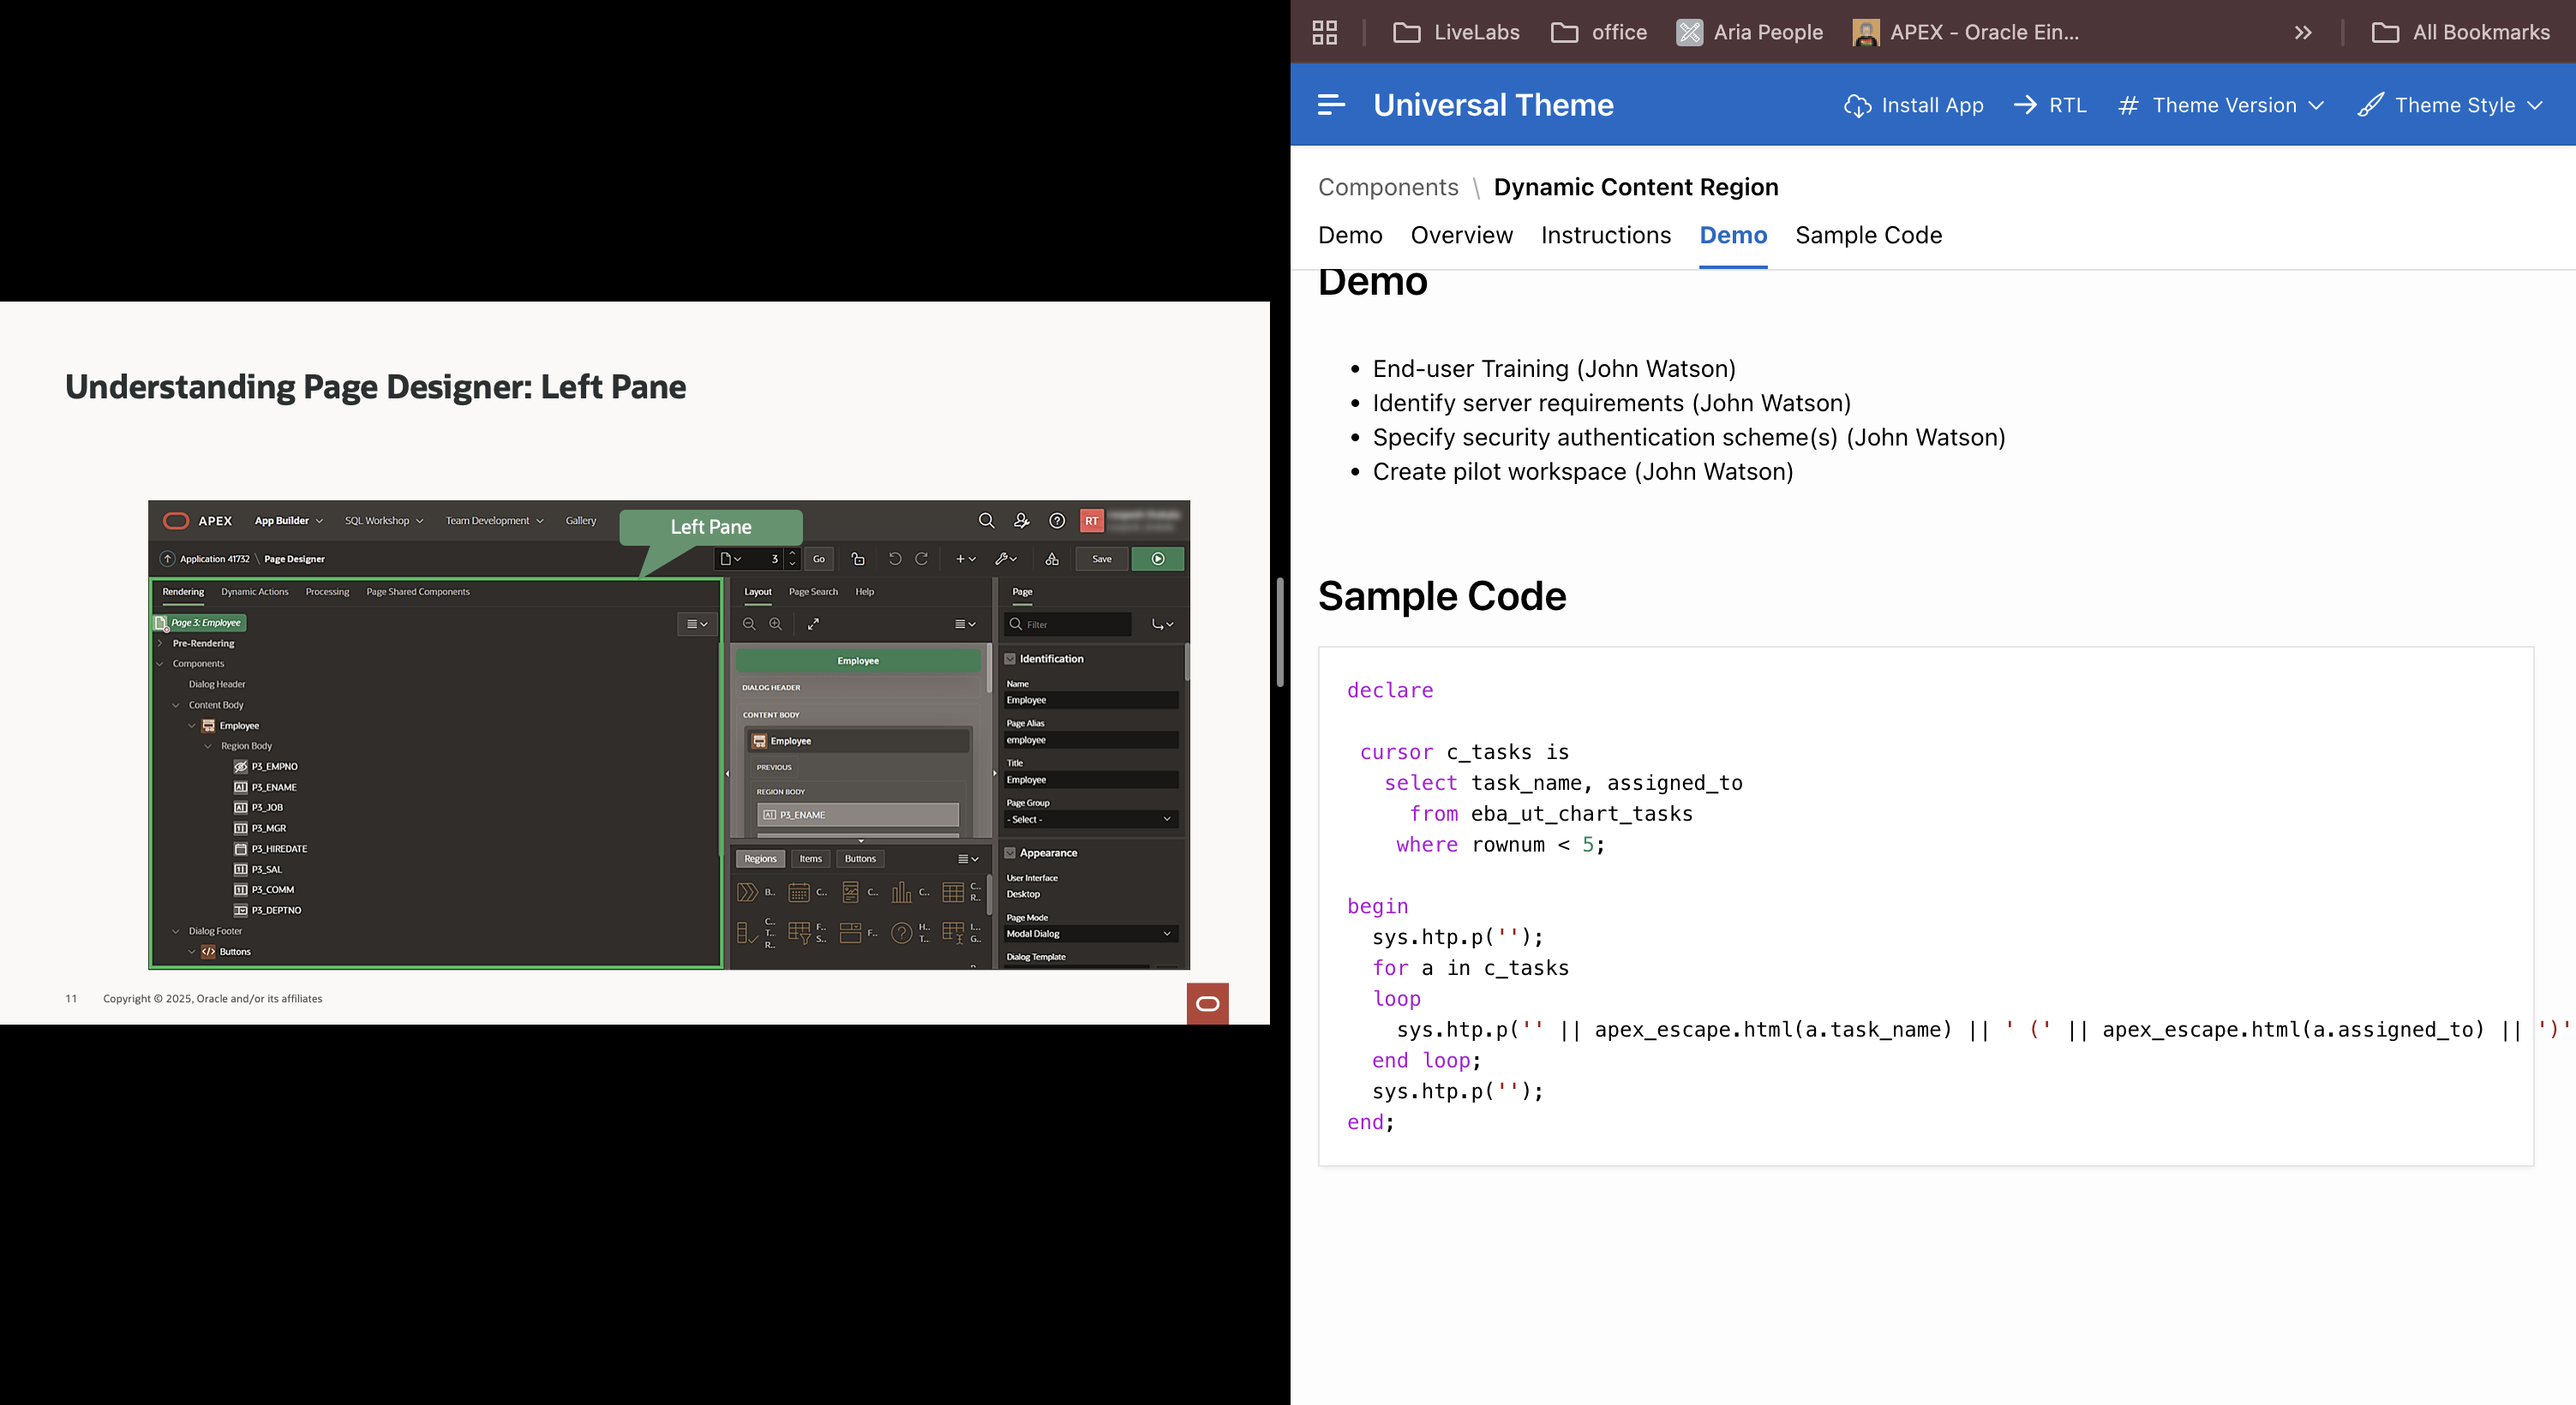 Understanding Page Designer: Left Pane
APEX App Builder SQL Workshop Team Development Gallery RT
Left Pane
Application 41732 \ Page Designer 3 Go Save
Rendering Dynamic Actions Processing Page Shared Components
Page 3: Employee
Pre-Rendering
Components
Dialog Header
Content Body
Employee
Region Body
P3_EMPNO
P3_ENAME
P3_JOB
P3_MGR
P3_HIREDATE
P3_SAL
P3_COMM
P3_DEPTNO
Dialog Footer
Buttons
Layout Page Search Help
Employee
DIALOG HEADER
CONTENT BODY
Employee
PREVIOUS
REGION BODY
P3_ENAME
Regions Items Buttons
B.. C.. C.. C.. C.. R..
C.. T.. R.. F.. S.. F.. H.. T.. I... G..
Page
Filter
Identification
Name
Employee
Page Alias
employee
Title
Employee
Page Group
- Select -
Appearance
User Interface
Desktop
Page Mode
Modal Dialog
Dialog Template
11 Copyright © 2025, Oracle and/or its affiliates
LiveLabs office Aria People APEX - Oracle Ein... All Bookmarks
Universal Theme Install App RTL # Theme Version Theme Style
Components \ Dynamic Content Region
Demo Overview Instructions Demo Sample Code
Demo
• End-user Training (John Watson)
• Identify server requirements (John Watson)
• Specify security authentication scheme(s) (John Watson)
• Create pilot workspace (John Watson)
Sample Code
declare
cursor c_tasks is
select task_name, assigned_to
from eba_ut_chart_tasks
where rownum < 5;
begin
sys.htp.p('');
for a in c_tasks
loop
sys.htp.p('' || apex_escape.html(a.task_name) || ' (' || apex_escape.html(a.assigned_to) || ')'
end loop;
sys.htp.p('');
end;